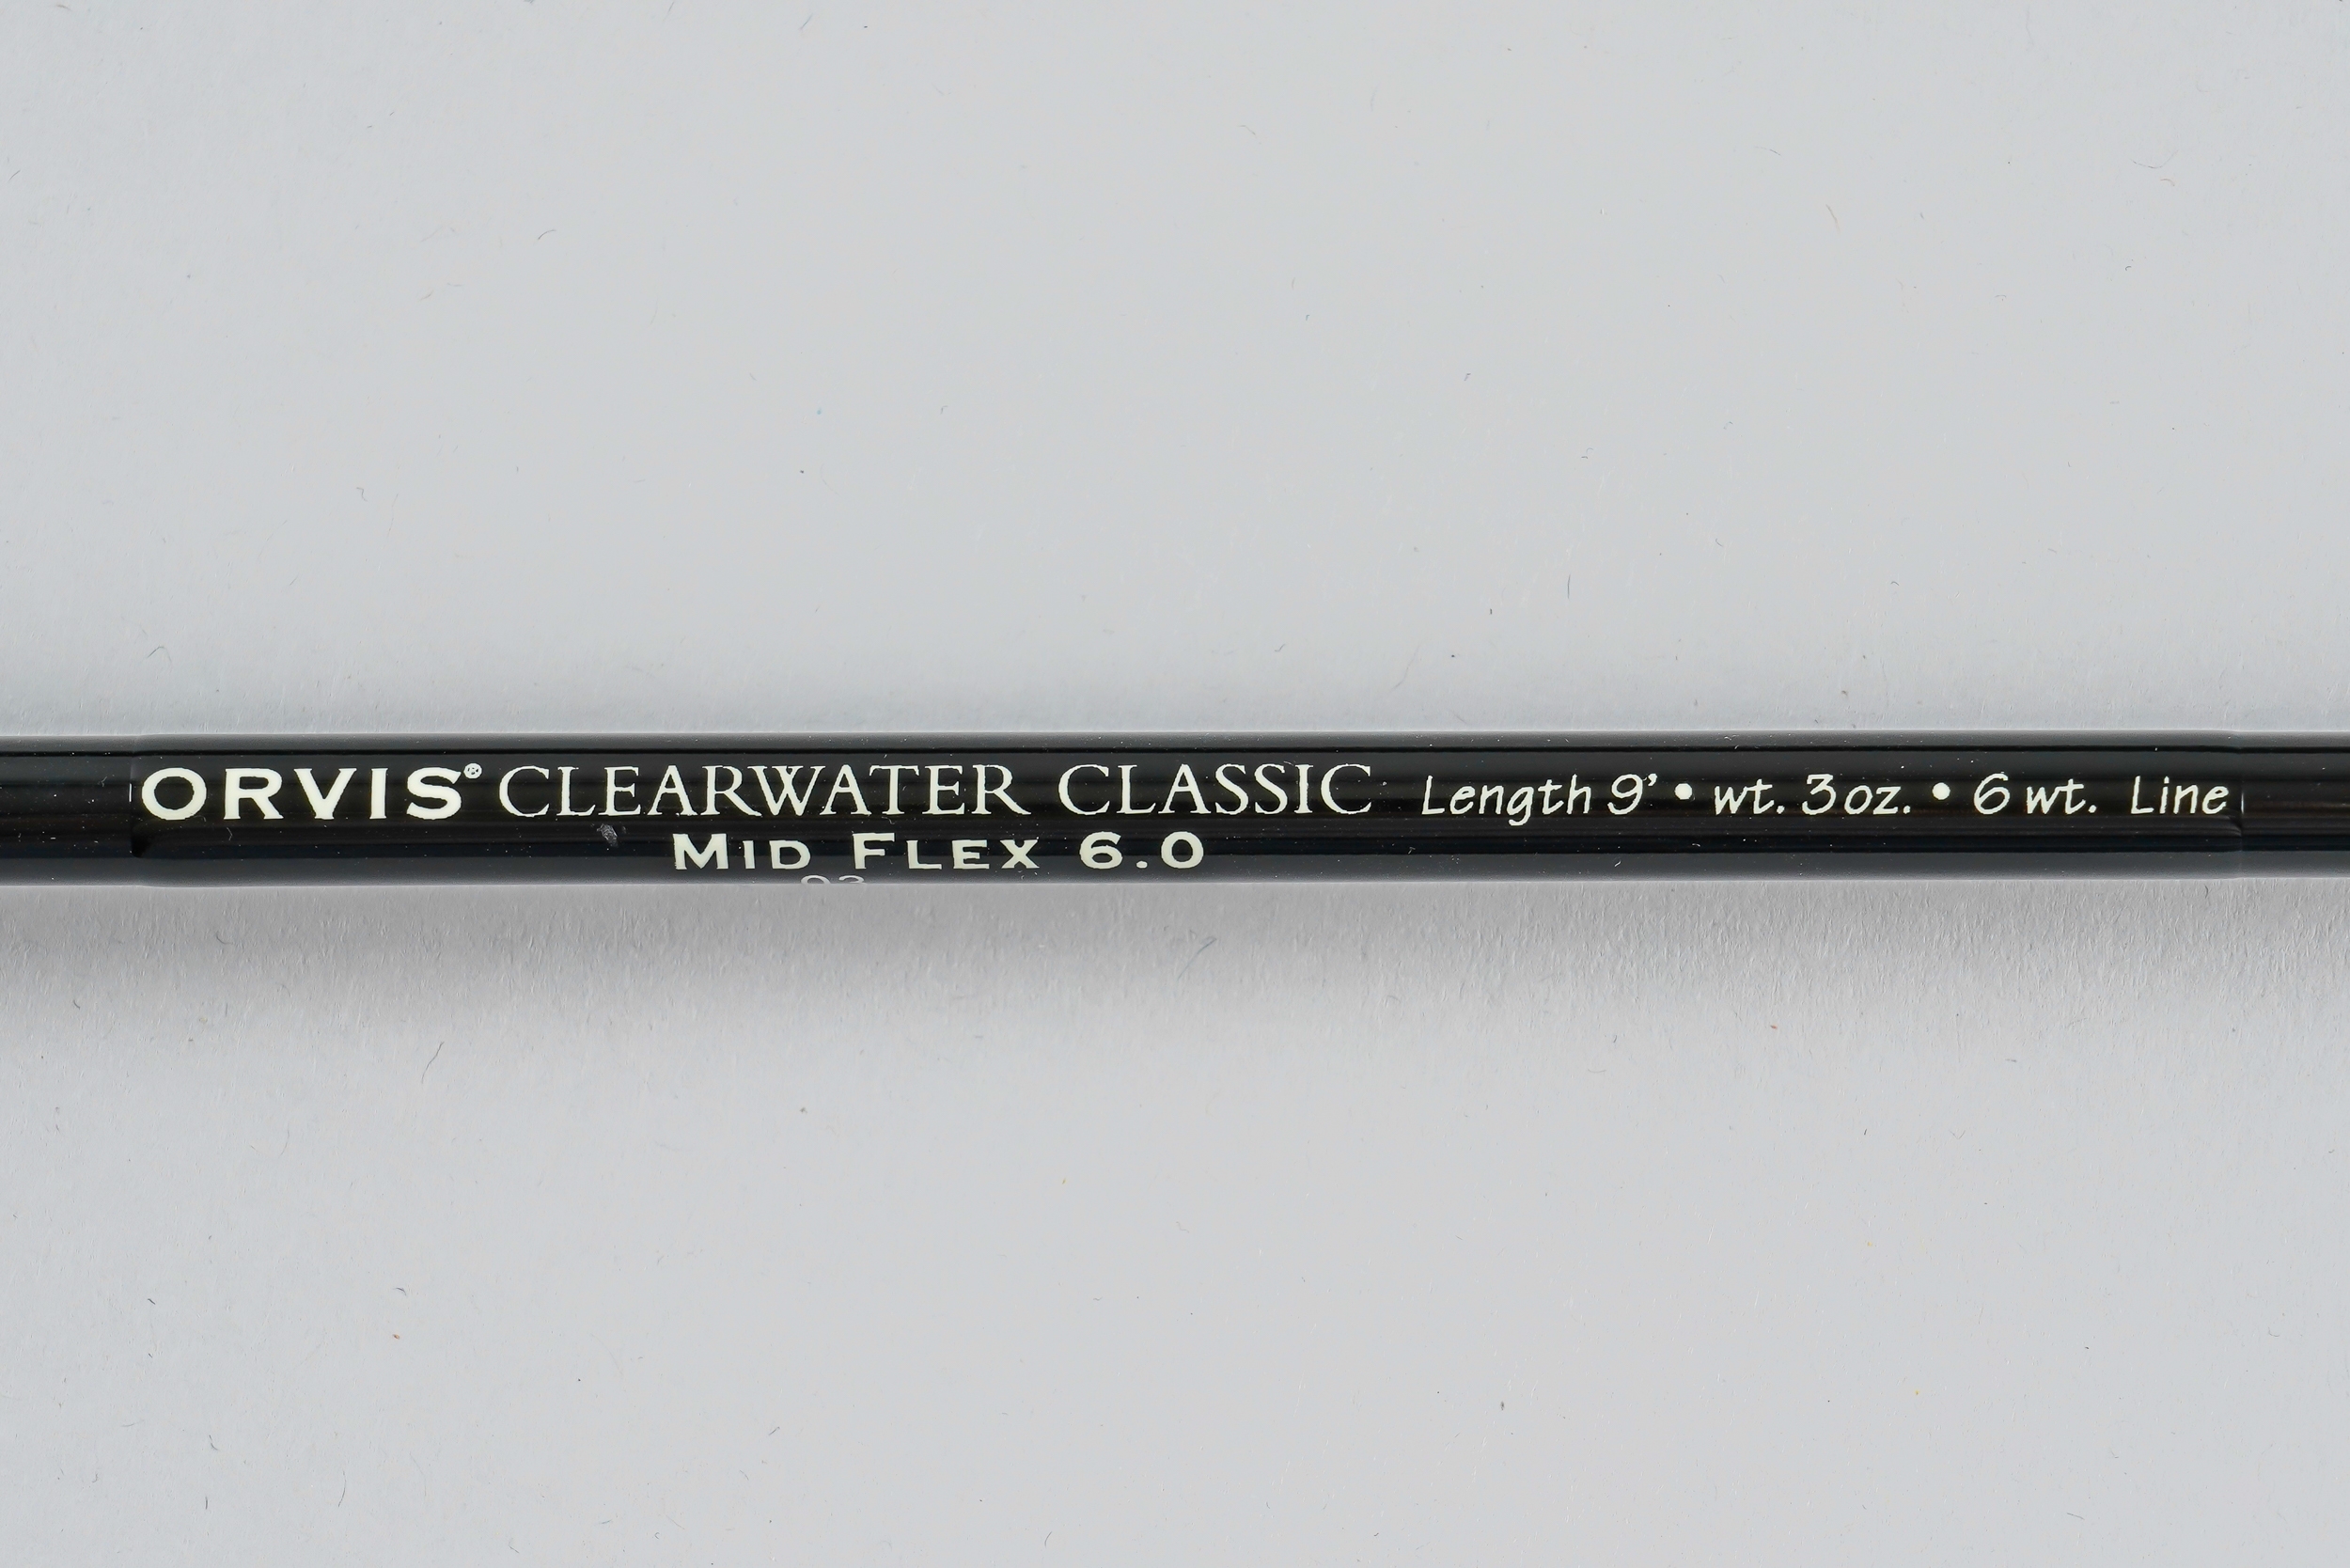 ORVIS® CLEARWATER CLASSIC Length 9' • wt. 3 oz. • 6 wt. Line
MID FLEX 6.0